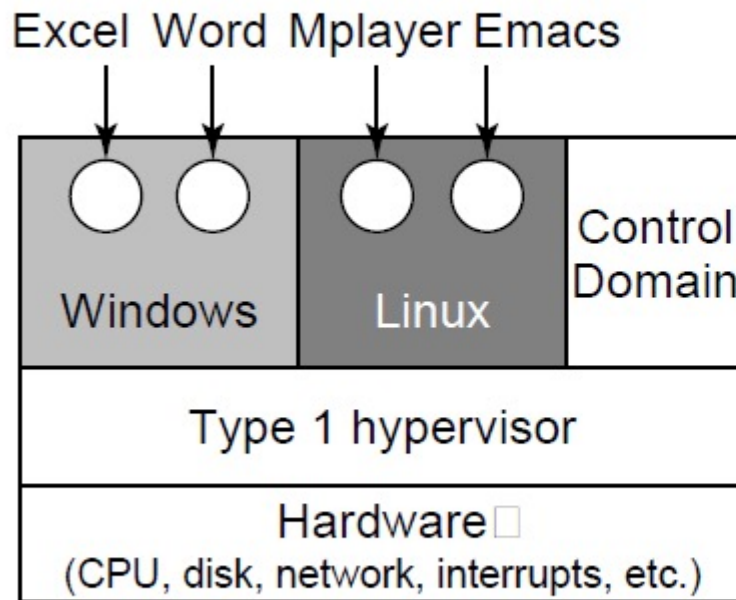 Excel Word Mplayer Emacs
Windows
Linux
Control
Domain
Type 1 hypervisor
Hardware
(CPU, disk, network, interrupts, etc.)